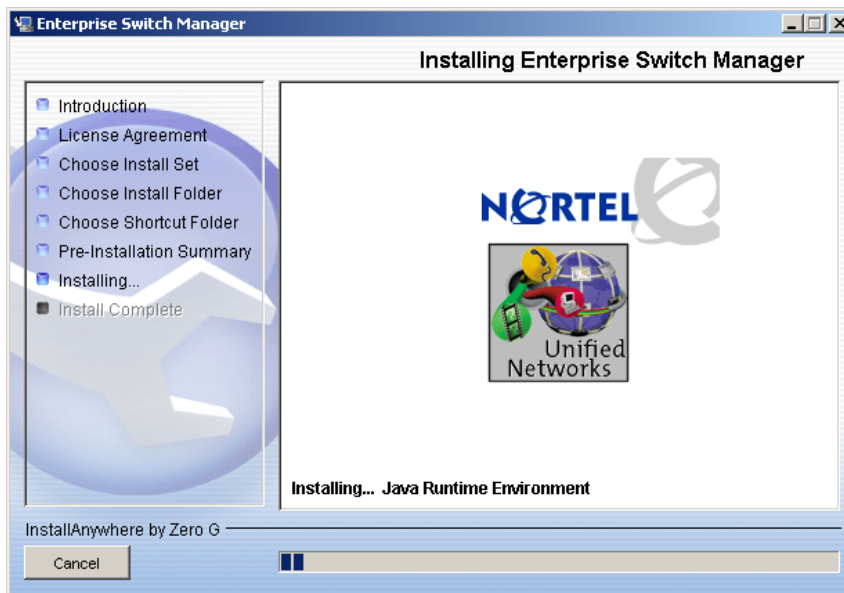 Enterprise Switch Manager
Installing Enterprise Switch Manager
Introduction
License Agreement
Choose Install Set
Choose Install Folder
Choose Shortcut Folder
Pre-Installation Summary
Installing...
Install Complete
NORTEL
Unified
Networks
Installing... Java Runtime Environment
InstallAnywhere by Zero G
Cancel